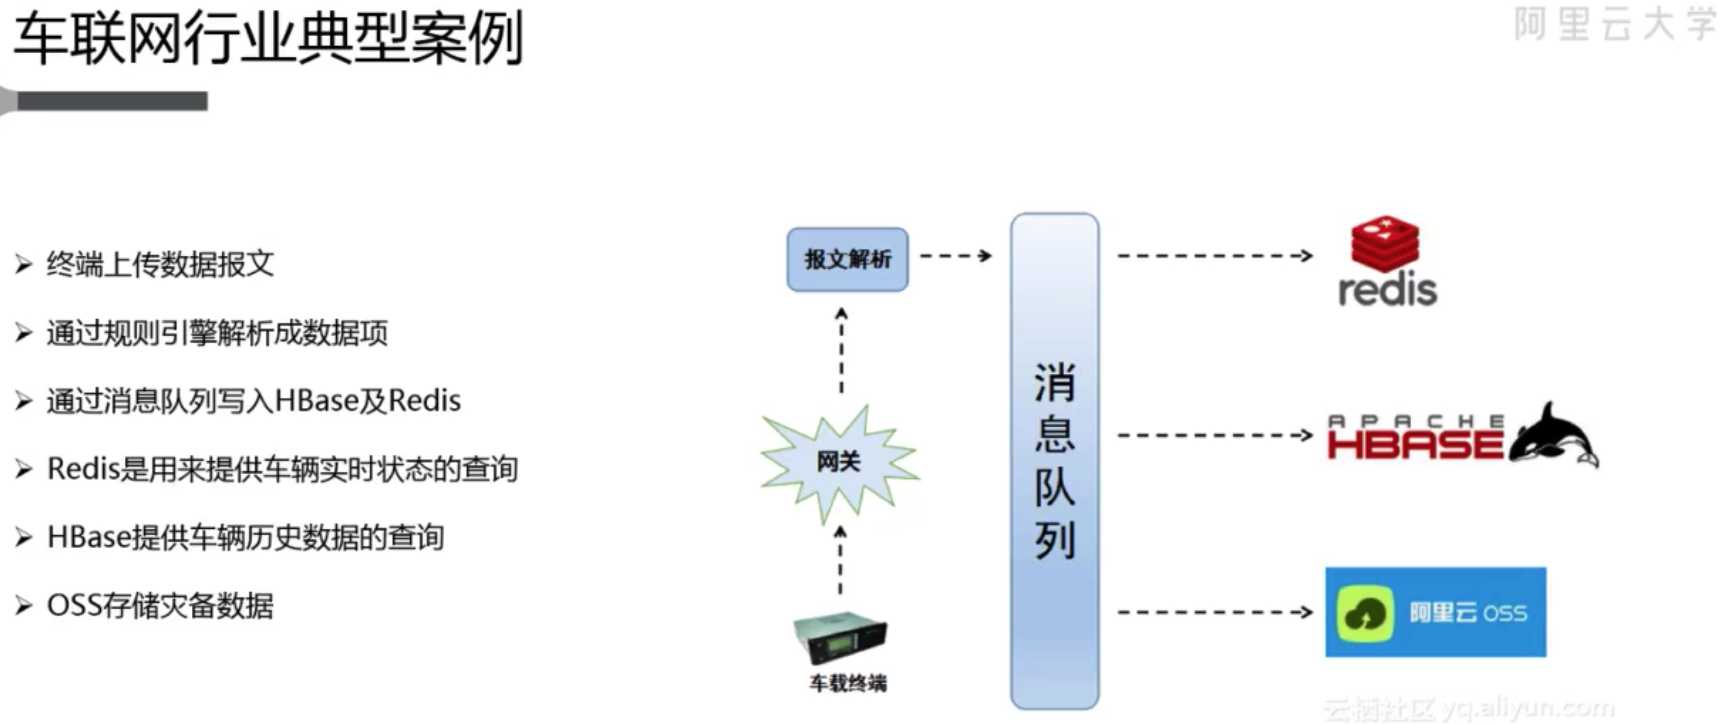 车联网行业典型案例
阿里云大学
终端上传数据报文
通过规则引擎解析成数据项
通过消息队列写入HBase及Redis
Redis是用来提供车辆实时状态的查询
HBase提供车辆历史数据的查询
OSS存储灾备数据
报文解析
网关
车载终端
消息队列
redis
APACHE
HBASE
阿里云 OSS
云栖社区 yq.aliyun.com